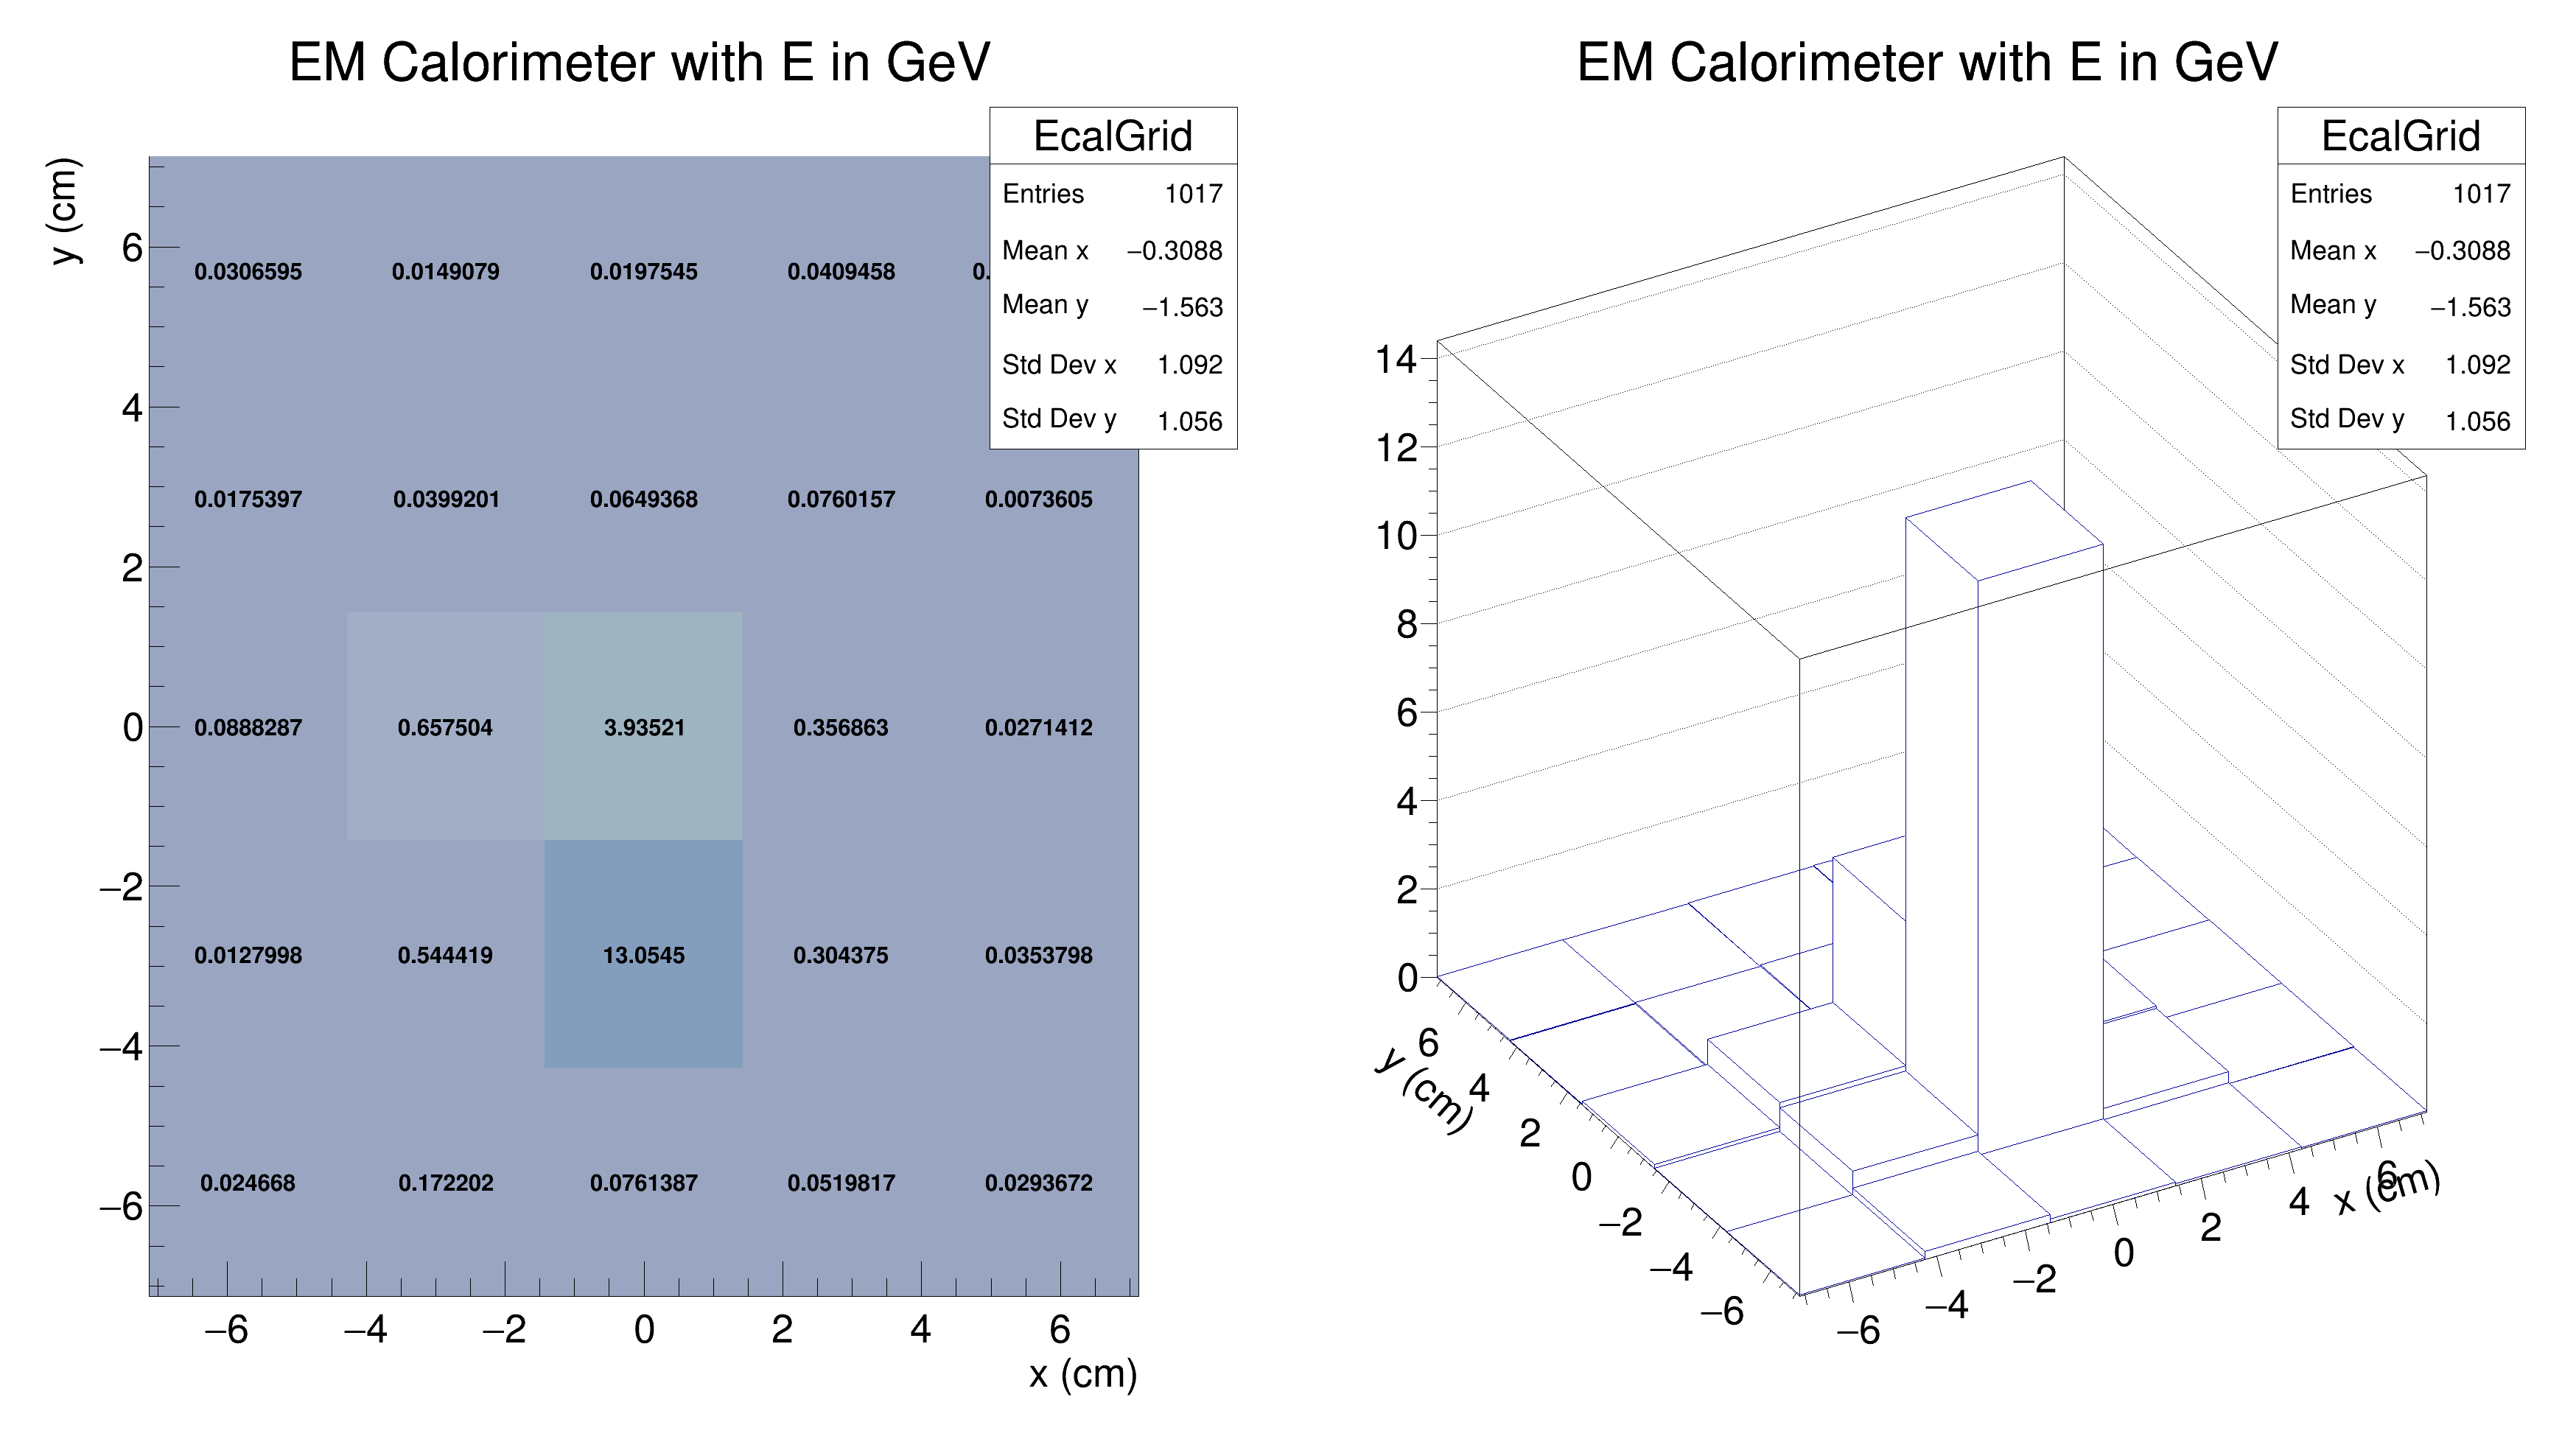 EM Calorimeter with E in GeV
EcalGrid
Entries 1017
Mean x −0.3088
Mean y −1.563
Std Dev x 1.092
Std Dev y 1.056
y (cm)
6
4
2
0
−2
−4
−6
0.0306595 0.0149079 0.0197545 0.0409458 0.
0.0175397 0.0399201 0.0649368 0.0760157 0.0073605
0.0888287 0.657504 3.93521 0.356863 0.0271412
0.0127998 0.544419 13.0545 0.304375 0.0353798
0.024668 0.172202 0.0761387 0.0519817 0.0293672
−6 −4 −2 0 2 4 6
x (cm)
EM Calorimeter with E in GeV
EcalGrid
Entries 1017
Mean x −0.3088
Mean y −1.563
Std Dev x 1.092
Std Dev y 1.056
14
12
10
8
6
4
2
0
y (cm)
6
4
2
0
−2
−4
−6
−6 −4 −2 0 2 4 6
x (cm)